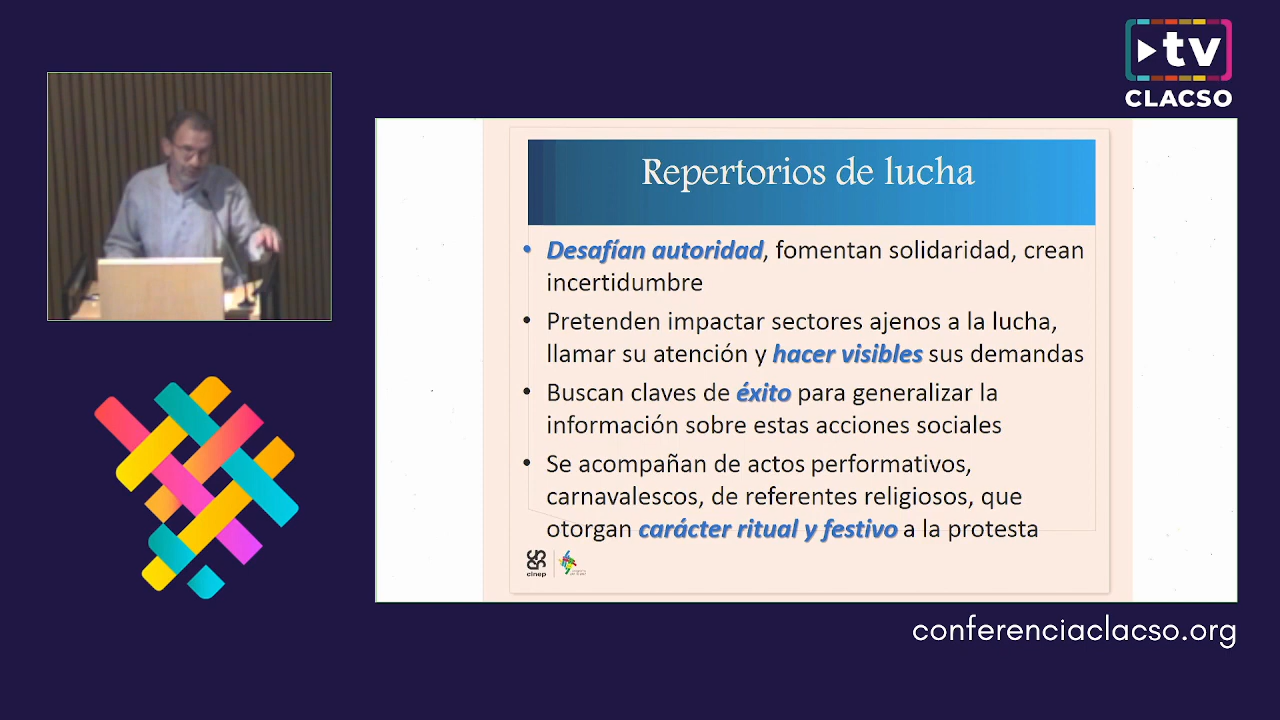 tv
CLACSO
Repertorios de lucha
• Desafían autoridad, fomentan solidaridad, crean
incertidumbre
• Pretenden impactar sectores ajenos a la lucha,
llamar su atención y hacer visibles sus demandas
• Buscan claves de éxito para generalizar la
información sobre estas acciones sociales
• Se acompañan de actos performativos,
carnavalescos, de referentes religiosos, que
otorgan carácter ritual y festivo a la protesta
cinep
conferenciaclacso.org